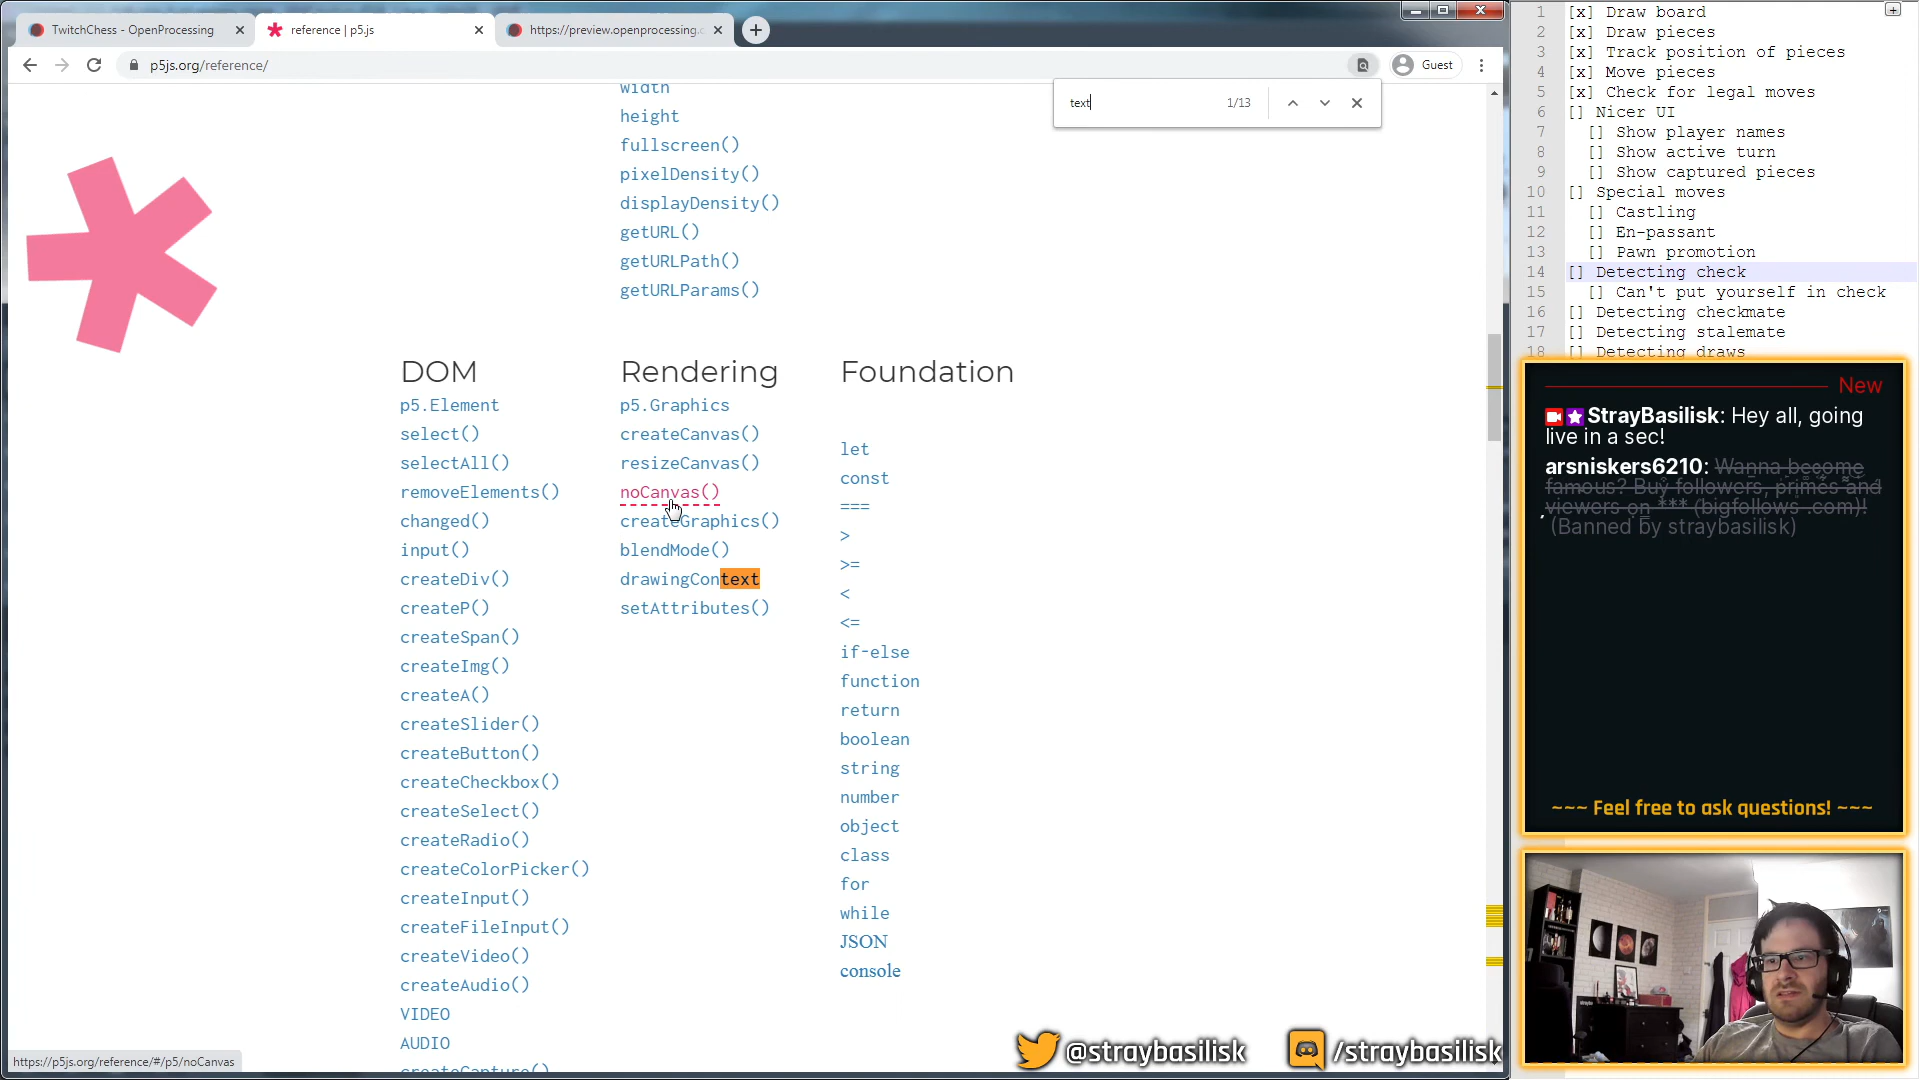 TwitchChess - OpenProcessing
reference | p5.js
https://preview.openprocessing.o
p5js.org/reference/
Guest
text
1/13
width
height
fullscreen()
pixelDensity()
displayDensity()
getURL()
getURLPath()
getURLParams()
DOM
p5.Element
select()
selectAll()
removeElements()
changed()
input()
createDiv()
createP()
createSpan()
createImg()
createA()
createSlider()
createButton()
createCheckbox()
createSelect()
createRadio()
createColorPicker()
createInput()
createFileInput()
createVideo()
createAudio()
VIDEO
AUDIO
createCapture()
Rendering
p5.Graphics
createCanvas()
resizeCanvas()
noCanvas()
createGraphics()
blendMode()
drawingContext
setAttributes()
Foundation
let
const
===
>
>=
<
<=
if-else
function
return
boolean
string
number
object
class
for
while
JSON
console
https://p5js.org/reference/#/p5/noCanvas
@straybasilisk
/straybasilisk
1 [x] Draw board
2 [x] Draw pieces
3 [x] Track position of pieces
4 [x] Move pieces
5 [x] Check for legal moves
6 [] Nicer UI
7 [] Show player names
8 [] Show active turn
9 [] Show captured pieces
10 [] Special moves
11 [] Castling
12 [] En-passant
13 [] Pawn promotion
14 [] Detecting check
15 [] Can't put yourself in check
16 [] Detecting checkmate
17 [] Detecting stalemate
18 [] Detecting draws
New
StrayBasilisk: Hey all, going
live in a sec!
arsniskers6210: Wanna become
famous? Buy followers, primes and
viewers on *** (bigfollows .com)!
(Banned by straybasilisk)
~~~ Feel free to ask questions! ~~~